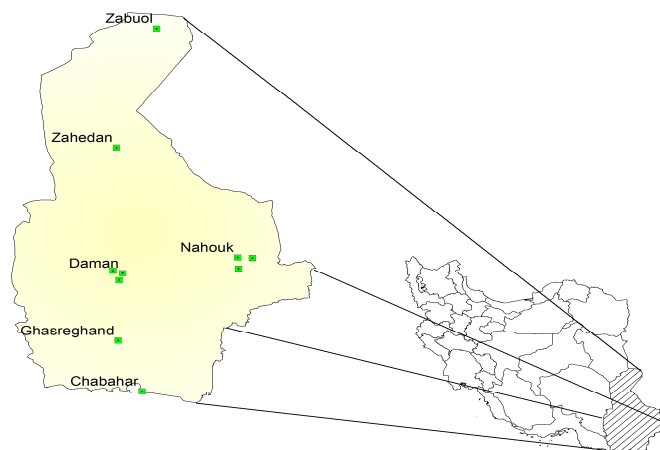 Zabuol
Zahedan
Nahouk
Daman
Ghasreghand
Chabahar